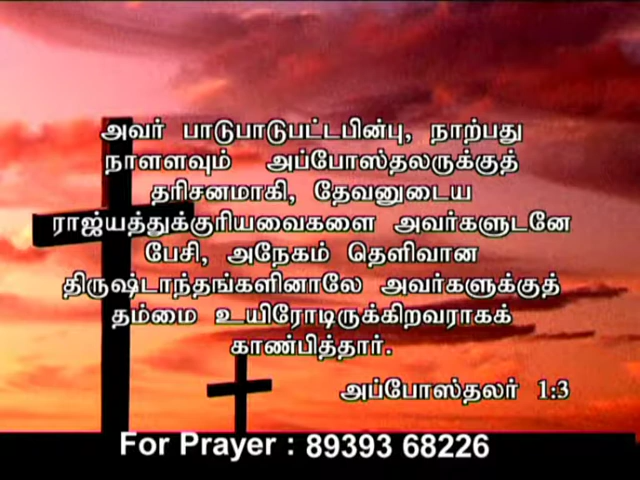 அவர் பாடுபாடுபட்டபின்பு, நாற்பது
நாளளவும் அப்போஸ்தலருக்குத்
தரிசனமாகி, தேவனுடைய
ராஜ்யத்துக்குரியவைகளை அவர்களுடனே
பேசி, அநேகம் தெளிவான
திருஷ்டாந்தங்களினாலே அவர்களுக்குத்
தம்மை உயிரோடிருக்கிறவராகக்
காண்பித்தார்.
அப்போஸ்தலர் 1:3
For Prayer : 89393 68226